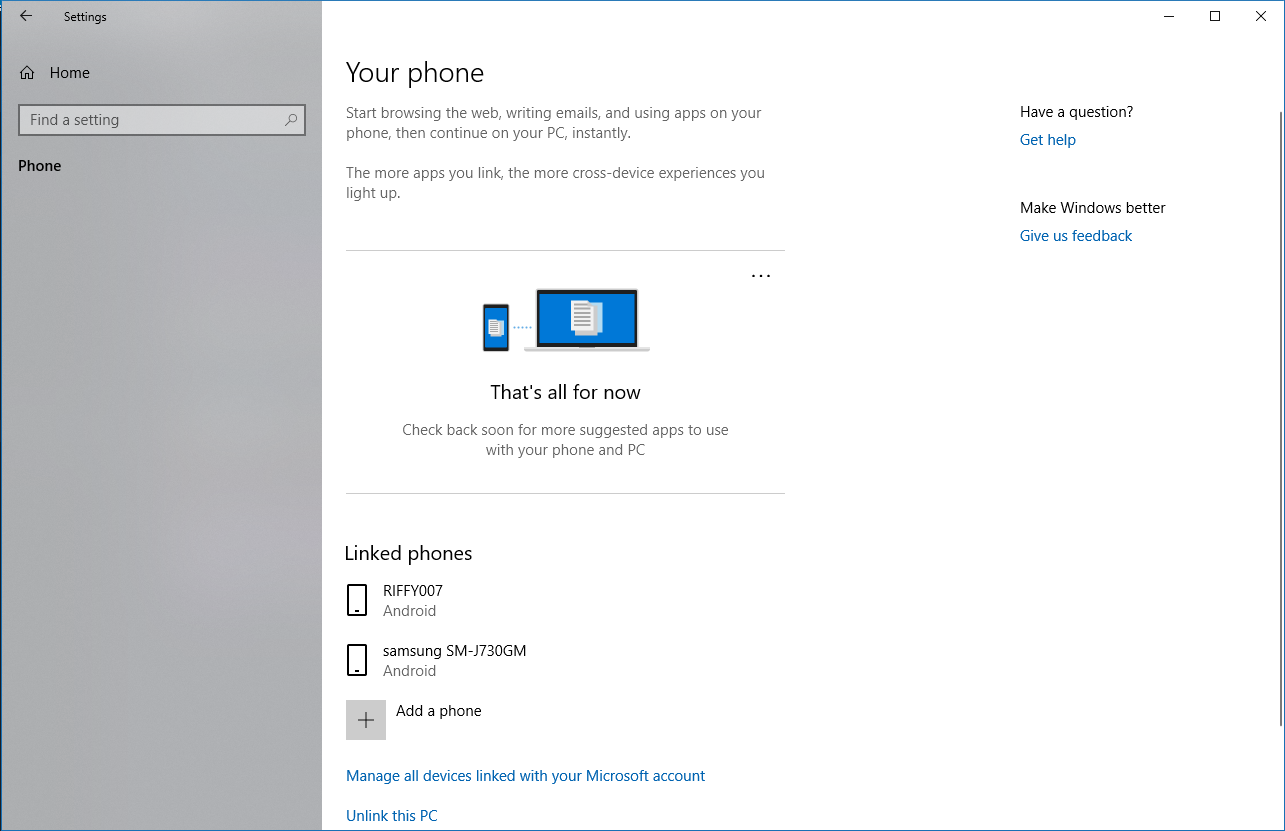 Settings
Home
Find a setting
Phone
Your phone
Start browsing the web, writing emails, and using apps on your
phone, then continue on your PC, instantly.
The more apps you link, the more cross-device experiences you
light up.
...
That's all for now
Check back soon for more suggested apps to use
with your phone and PC
Linked phones
RIFFY007
Android
samsung SM-J730GM
Android
Add a phone
Manage all devices linked with your Microsoft account
Unlink this PC
Have a question?
Get help
Make Windows better
Give us feedback